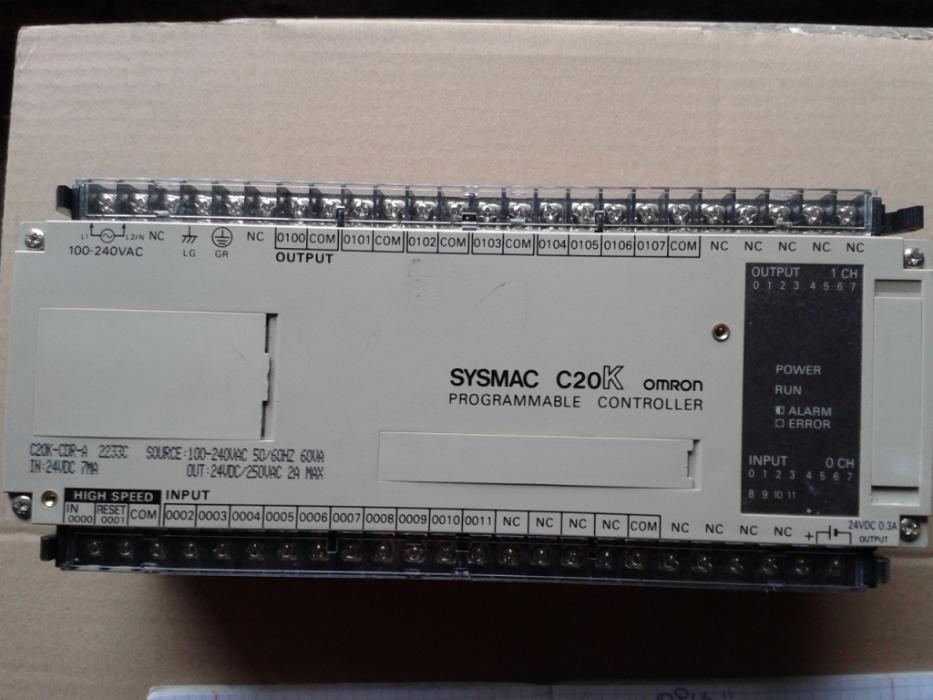 L1 L2/N NC LG GR NC 0100 COM 0101 COM 0102 COM 0103 COM 0104 0105 0106 0107 COM NC NC NC NC NC
100-240VAC
OUTPUT
OUTPUT 1 CH
0 1 2 3 4 5 6 7
SYSMAC C20K omron
PROGRAMMABLE CONTROLLER
POWER
RUN
ALARM
ERROR
C20K-CDR-A 2233C SOURCE:100-240VAC 50/60HZ 60VA
IN:24VDC 7MA OUT:24VDC/250VAC 2A MAX
INPUT 0 CH
0 1 2 3 4 5 6 7
8 9 10 11
HIGH SPEED INPUT
IN 0000 RESET 0001 COM 0002 0003 0004 0005 0006 0007 0008 0009 0010 0011 NC NC NC NC COM NC NC NC NC + 24VDC 0.3A
OUTPUT